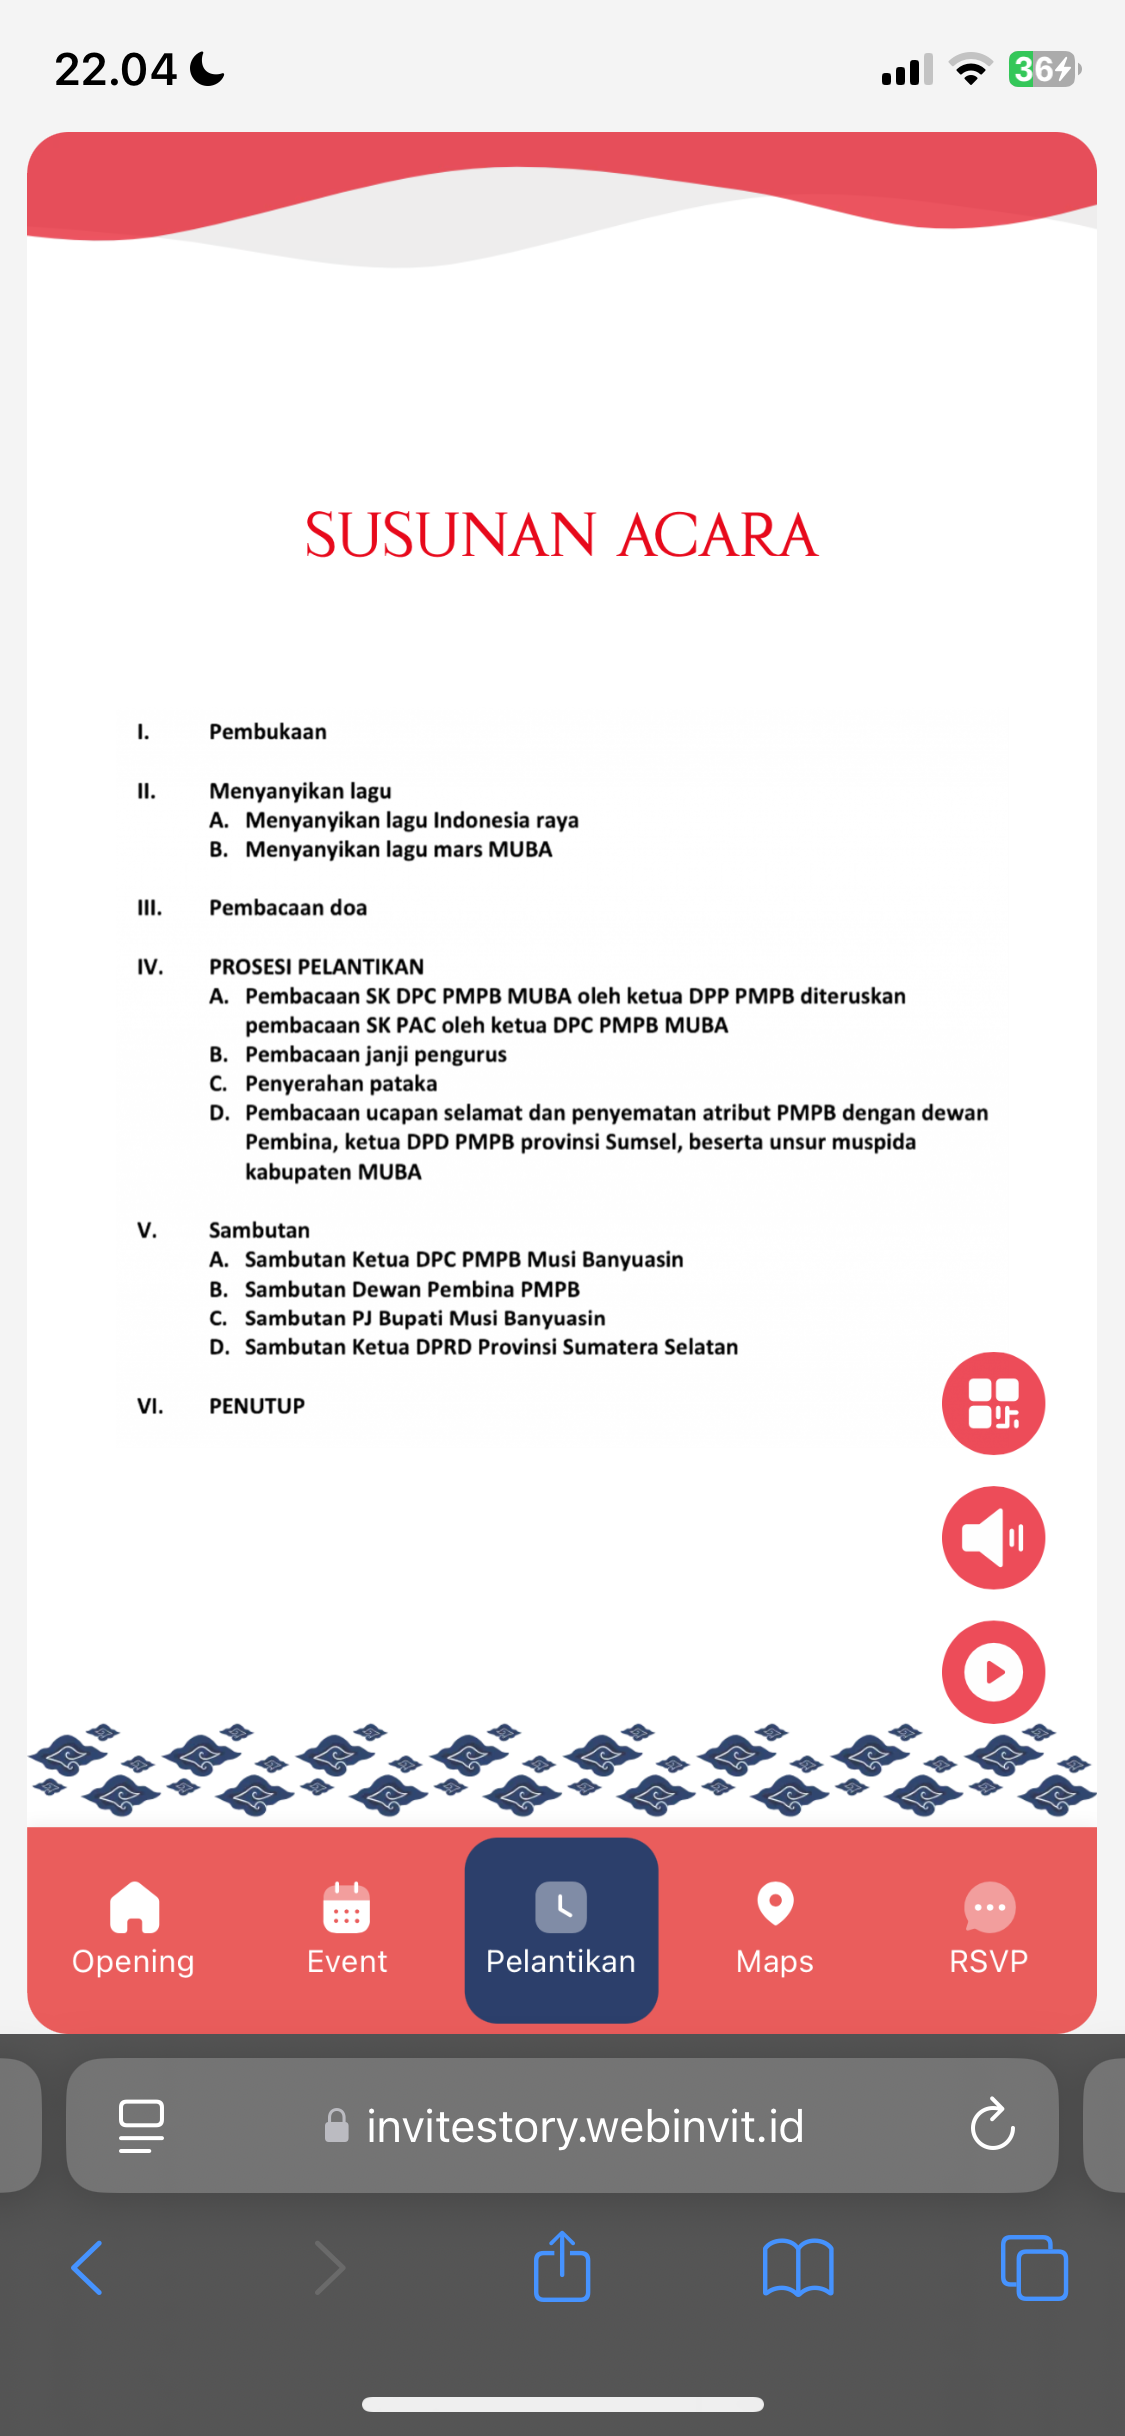 22.04
36
SUSUNAN ACARA
I. Pembukaan
II. Menyanyikan lagu
A. Menyanyikan lagu Indonesia raya
B. Menyanyikan lagu mars MUBA
III. Pembacaan doa
IV. PROSESI PELANTIKAN
A. Pembacaan SK DPC PMPB MUBA oleh ketua DPP PMPB diteruskan
pembacaan SK PAC oleh ketua DPC PMPB MUBA
B. Pembacaan janji pengurus
C. Penyerahan pataka
D. Pembacaan ucapan selamat dan penyematan atribut PMPB dengan dewan
Pembina, ketua DPD PMPB provinsi Sumsel, beserta unsur muspida
kabupaten MUBA
V. Sambutan
A. Sambutan Ketua DPC PMPB Musi Banyuasin
B. Sambutan Dewan Pembina PMPB
C. Sambutan PJ Bupati Musi Banyuasin
D. Sambutan Ketua DPRD Provinsi Sumatera Selatan
VI. PENUTUP
Opening Event Pelantikan Maps RSVP
invitestory.webinvit.id